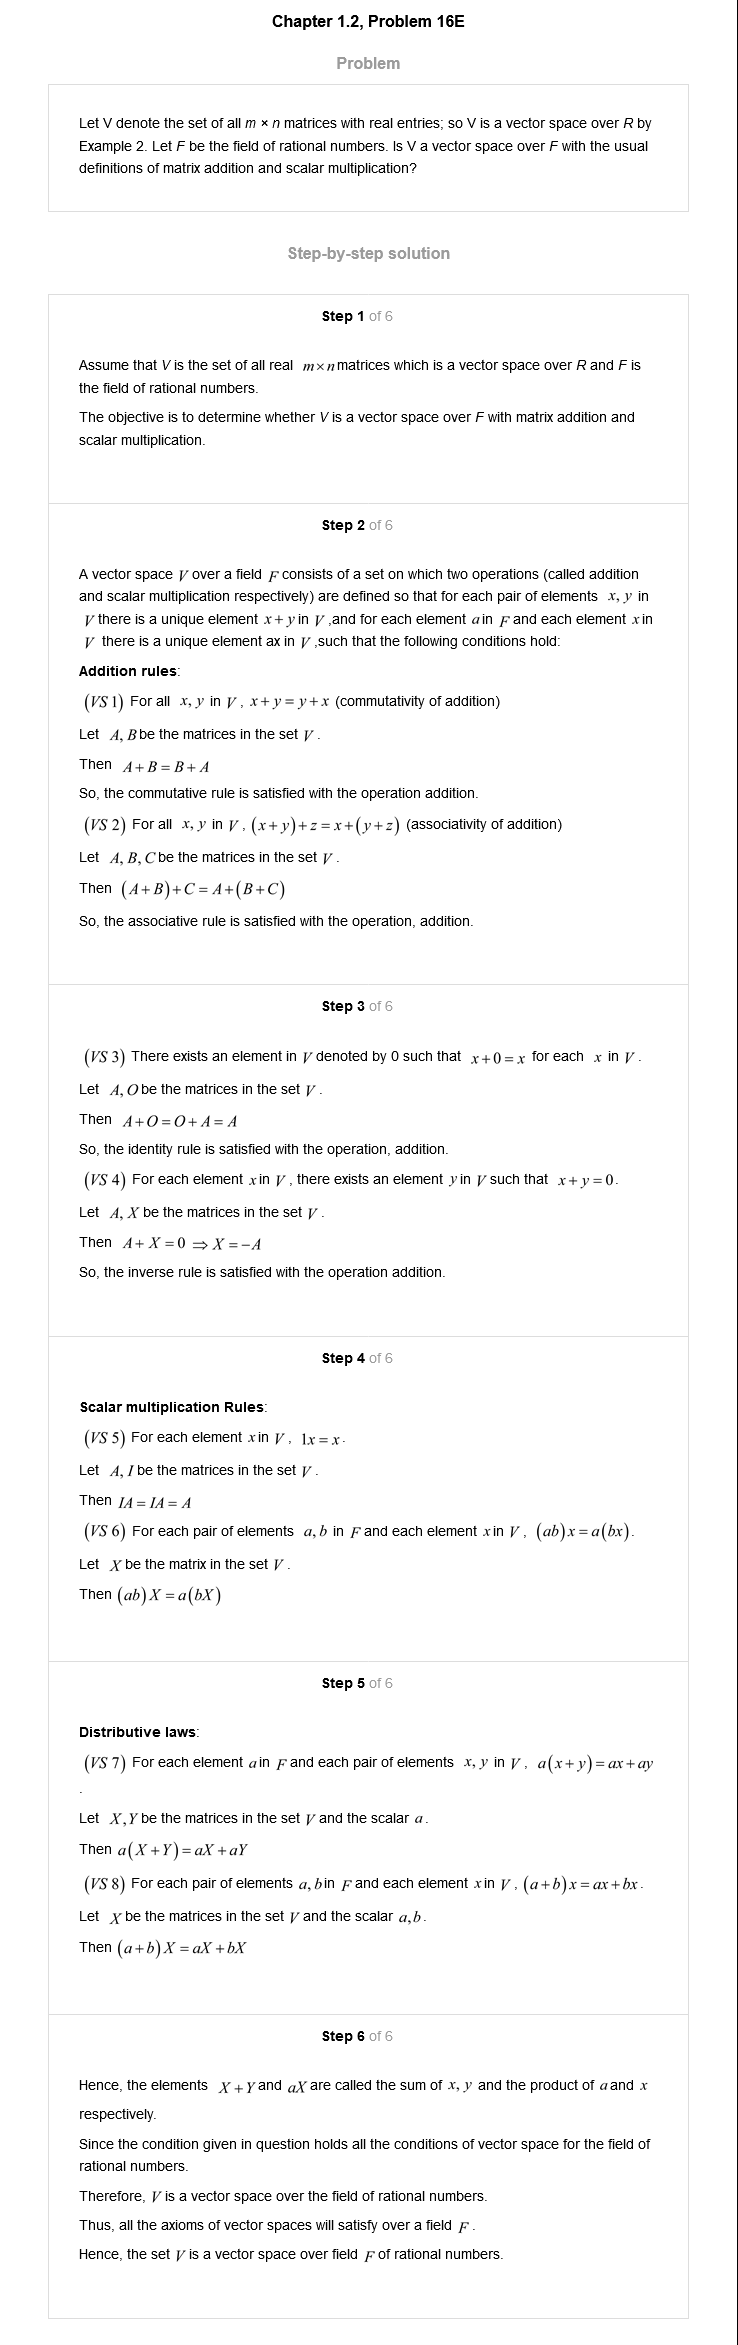 Chapter 1.2, Problem 16E
Problem
Let V denote the set of all m × n matrices with real entries; so V is a vector space over R by
Example 2. Let F be the field of rational numbers. Is V a vector space over F with the usual
definitions of matrix addition and scalar multiplication?
Step-by-step solution
Step 1 of 6
Assume that V is the set of all real m×n matrices which is a vector space over R and F is
the field of rational numbers.
The objective is to determine whether V is a vector space over F with matrix addition and
scalar multiplication.
Step 2 of 6
A vector space V over a field F consists of a set on which two operations (called addition
and scalar multiplication respectively) are defined so that for each pair of elements x, y in
V there is a unique element x+y in V ,and for each element a in F and each element x in
V there is a unique element ax in V ,such that the following conditions hold:
Addition rules:
(VS 1) For all x, y in V , x+y=y+x (commutativity of addition)
Let A, B be the matrices in the set V .
Then A+B=B+A
So, the commutative rule is satisfied with the operation addition.
(VS 2) For all x, y in V , (x+y)+z=x+(y+z) (associativity of addition)
Let A, B, C be the matrices in the set V .
Then (A+B)+C=A+(B+C)
So, the associative rule is satisfied with the operation, addition.
Step 3 of 6
(VS 3) There exists an element in V denoted by 0 such that x+0=x for each x in V .
Let A, O be the matrices in the set V .
Then A+O=O+A=A
So, the identity rule is satisfied with the operation, addition.
(VS 4) For each element x in V , there exists an element y in V such that x+y=0.
Let A, X be the matrices in the set V .
Then A+X=0 ⇒ X=−A
So, the inverse rule is satisfied with the operation addition.
Step 4 of 6
Scalar multiplication Rules:
(VS 5) For each element x in V , 1x=x.
Let A, I be the matrices in the set V .
Then IA=IA=A
(VS 6) For each pair of elements a, b in F and each element x in V , (ab)x=a(bx).
Let X be the matrix in the set V .
Then (ab)X=a(bX)
Step 5 of 6
Distributive laws:
(VS 7) For each element a in F and each pair of elements x, y in V , a(x+y)=ax+ay
.
Let X,Y be the matrices in the set V and the scalar a.
Then a(X+Y)=aX+aY
(VS 8) For each pair of elements a, b in F and each element x in V , (a+b)x=ax+bx.
Let X be the matrices in the set V and the scalar a,b.
Then (a+b)X=aX+bX
Step 6 of 6
Hence, the elements X+Y and aX are called the sum of x, y and the product of a and x
respectively.
Since the condition given in question holds all the conditions of vector space for the field of
rational numbers.
Therefore, V is a vector space over the field of rational numbers.
Thus, all the axioms of vector spaces will satisfy over a field F .
Hence, the set V is a vector space over field F of rational numbers.